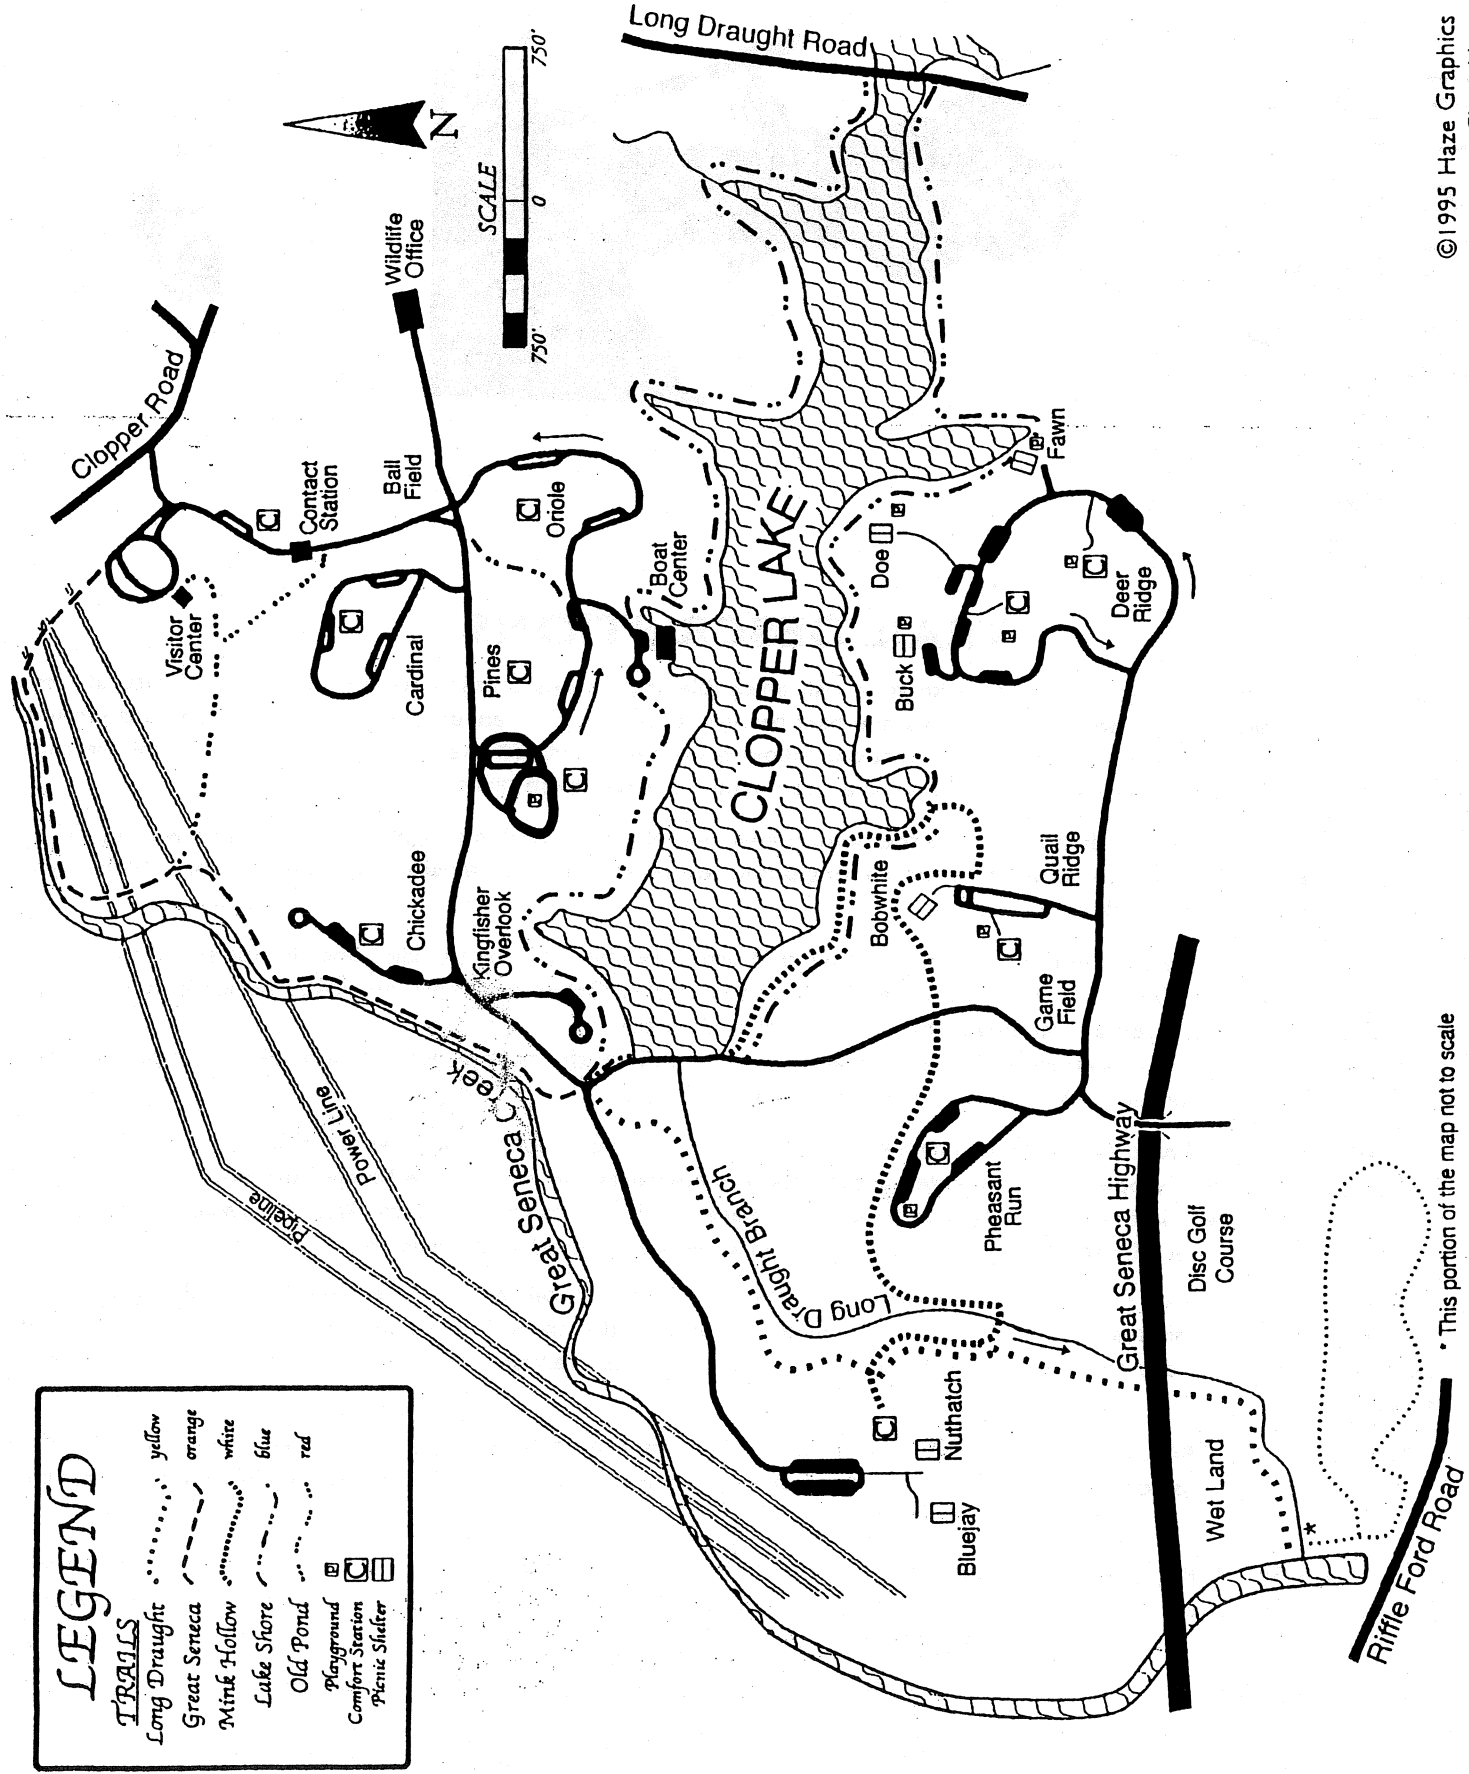 LEGEND
TRAILS
Long Draught yellow
Great Seneca orange
Mink Hollow white
Lake Shore blue
Old Pond red
Playground P
Comfort Station C
Picnic Shelter
Clopper Road
Visitor
Center
Contact
Station
Wildlife
Office
N
SCALE
750' 0 750'
Long Draught Road
Ball
Field
Cardinal
Oriole
Pines
Boat
Center
Chickadee
Kingfisher
Overlook
Power Line
Pipeline
Great Seneca Creek
CLOPPER LAKE
Doe
Buck
Fawn
Deer
Ridge
Bobwhite
Quail
Ridge
Game
Field
Pheasant
Run
Long Draught Branch
Nuthatch
Bluejay
Great Seneca Highway
Disc Golf
Course
Wet Land
*
Riffle Ford Road
* This portion of the map not to scale
©1995 Haze Graphics